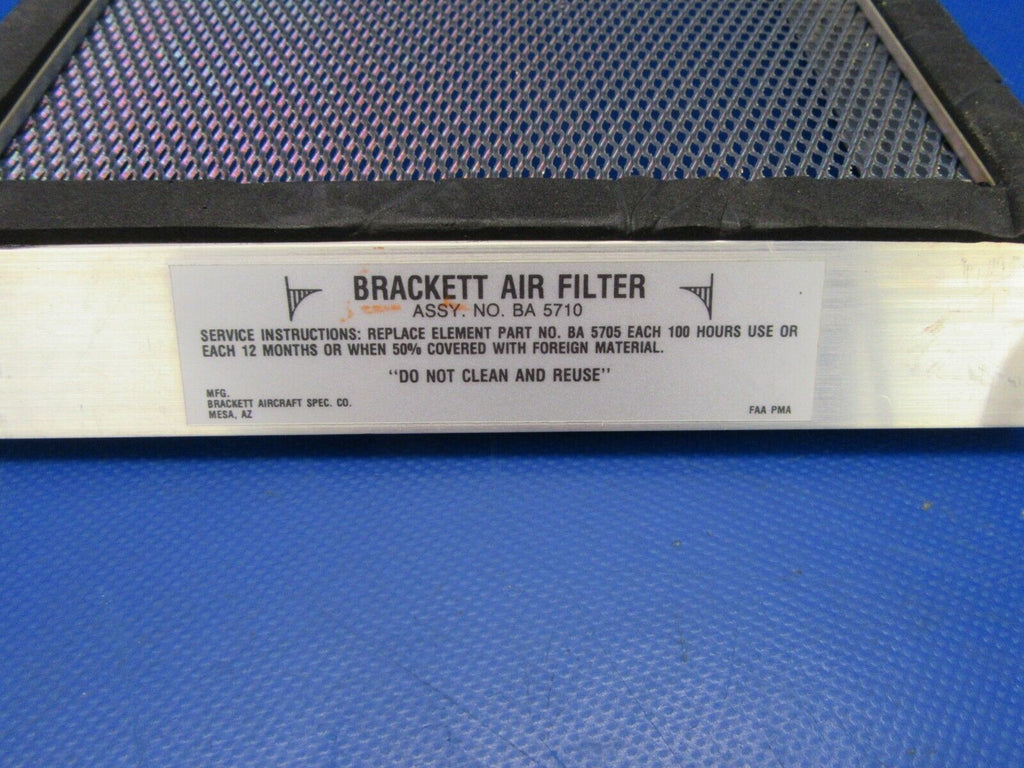 BRACKETT AIR FILTER
ASSY. NO. BA 5710
SERVICE INSTRUCTIONS: REPLACE ELEMENT PART NO. BA 5705 EACH 100 HOURS USE OR
EACH 12 MONTHS OR WHEN 50% COVERED WITH FOREIGN MATERIAL.
“DO NOT CLEAN AND REUSE”
MFG.
BRACKETT AIRCRAFT SPEC. CO.
MESA, AZ
FAA PMA